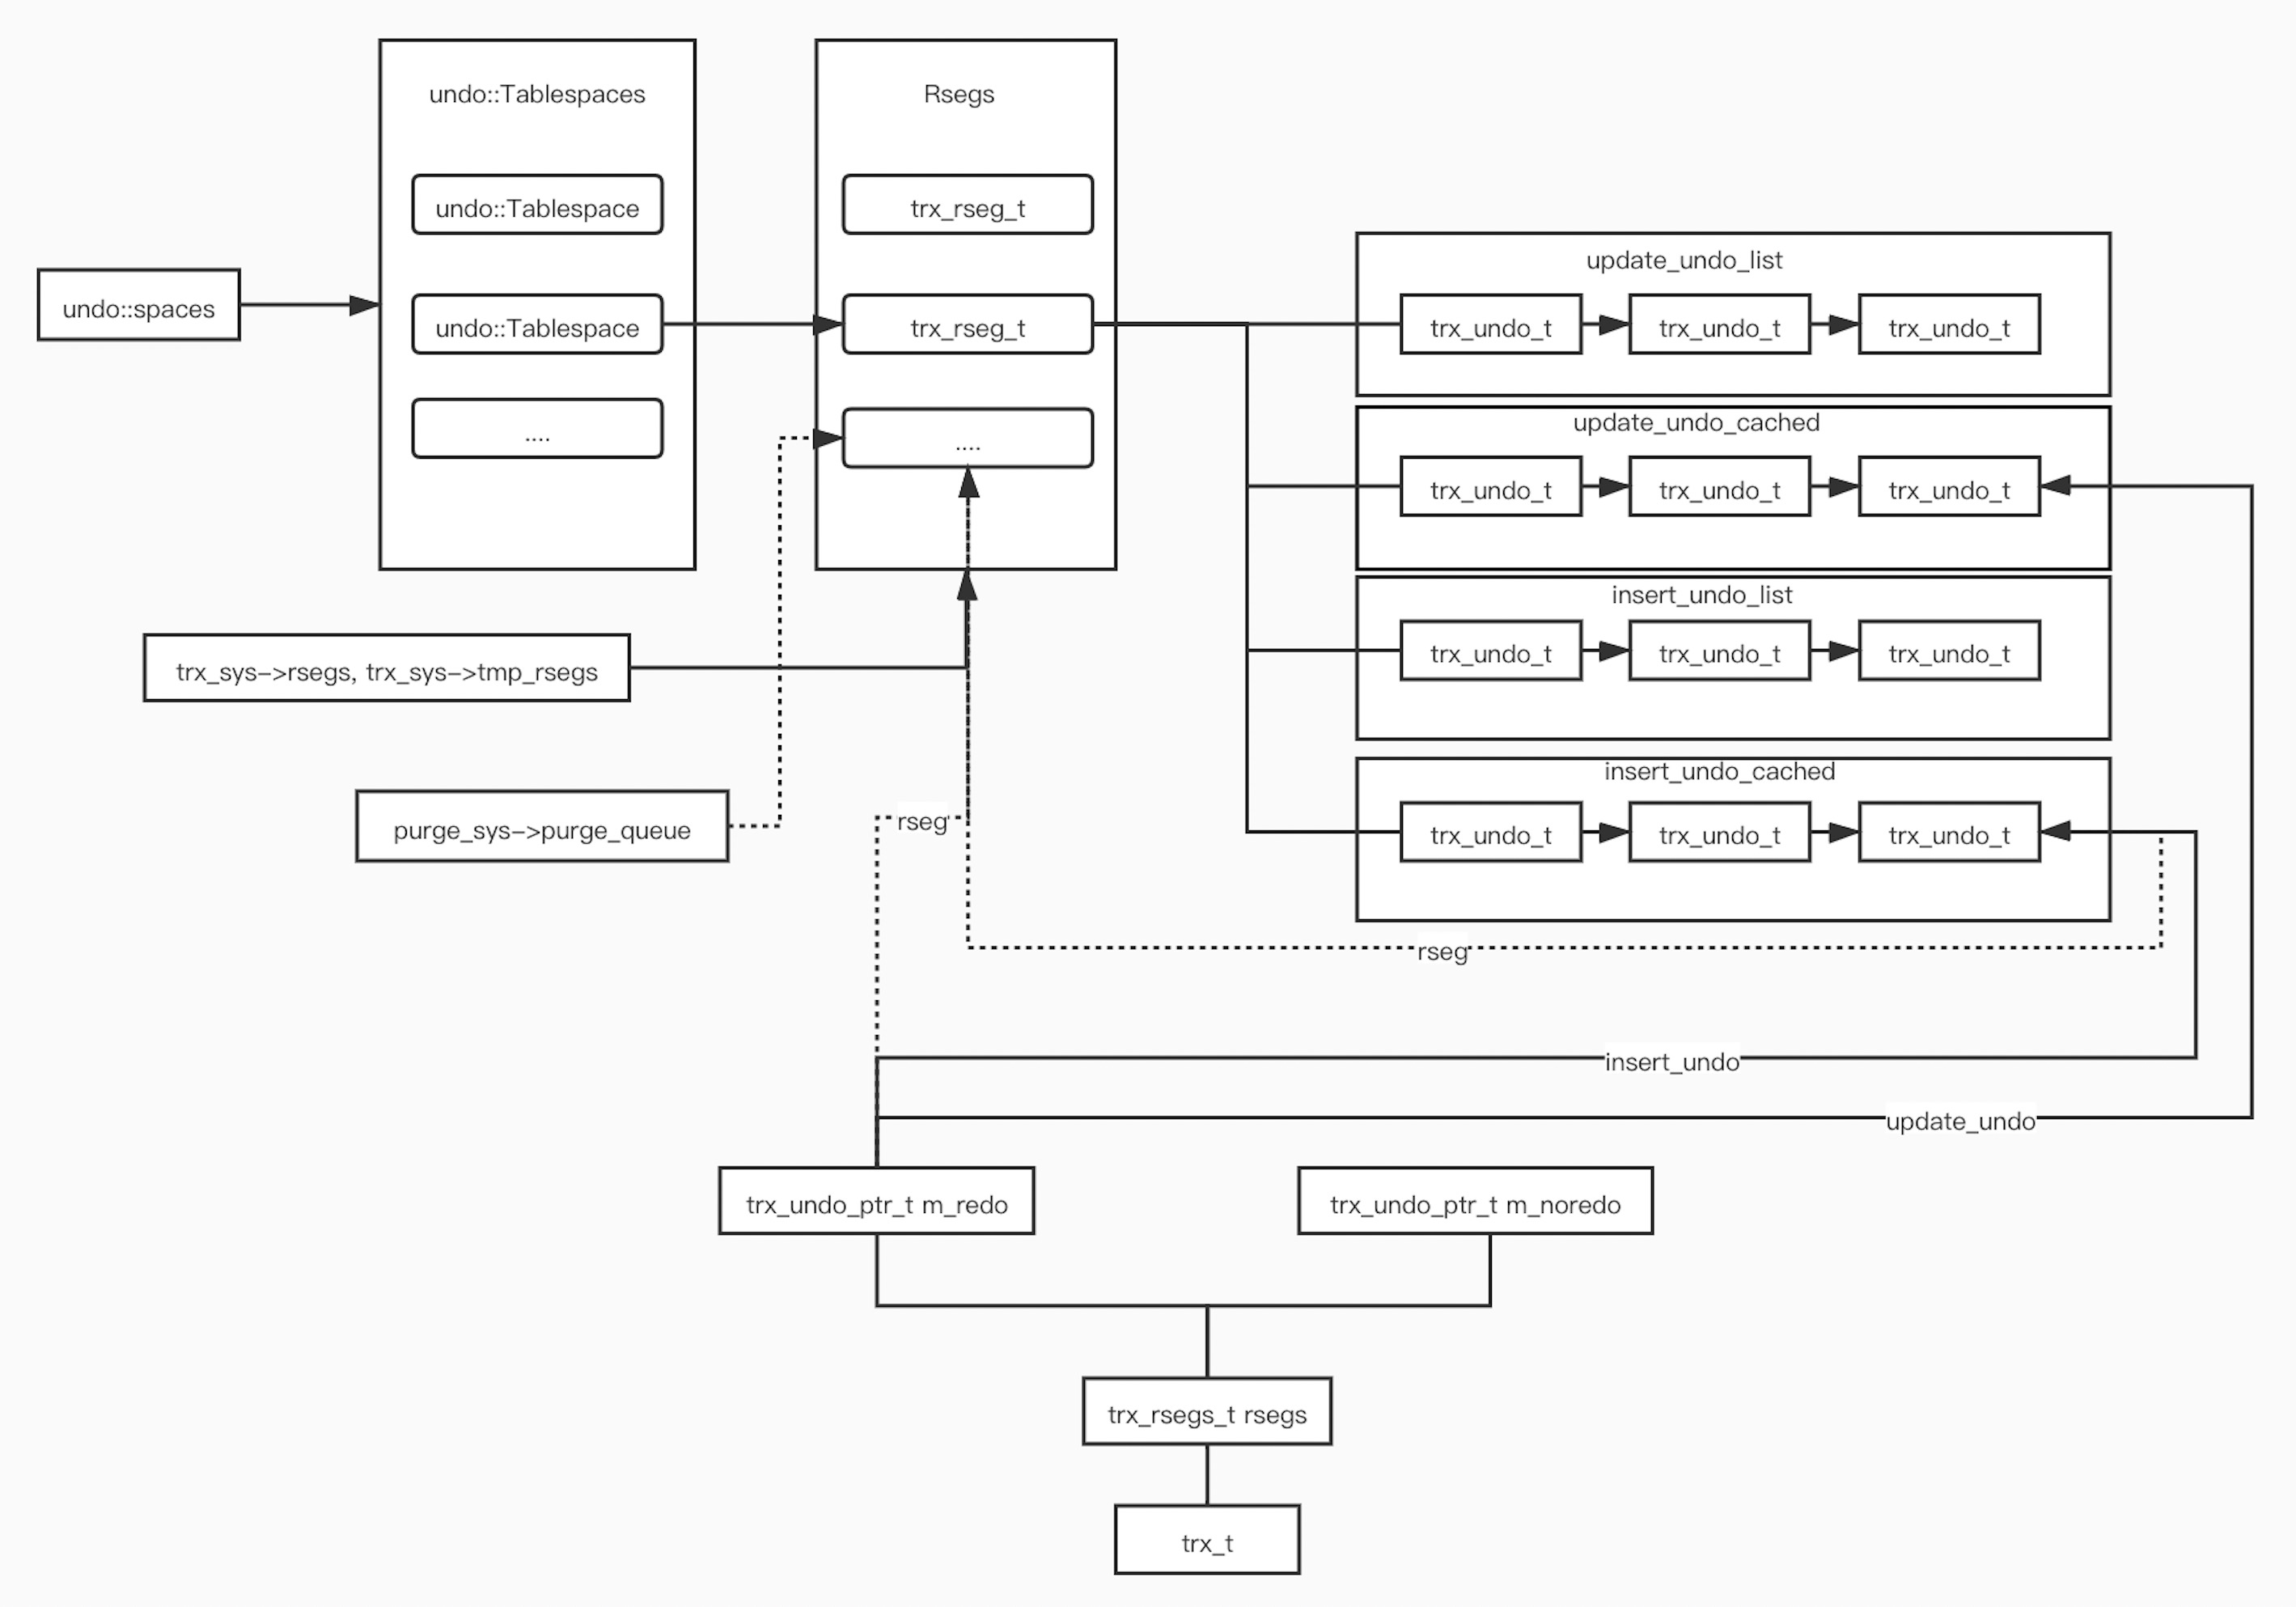 undo::Tablespaces
Rsegs
undo::Tablespace
trx_rseg_t
update_undo_list
undo::spaces
undo::Tablespace
trx_rseg_t
trx_undo_t
trx_undo_t
trx_undo_t
....
....
update_undo_cached
trx_undo_t
trx_undo_t
trx_undo_t
insert_undo_list
trx_undo_t
trx_undo_t
trx_undo_t
trx_sys->rsegs, trx_sys->tmp_rsegs
insert_undo_cached
purge_sys->purge_queue
rseg
trx_undo_t
trx_undo_t
trx_undo_t
rseg
insert_undo
update_undo
trx_undo_ptr_t m_redo
trx_undo_ptr_t m_noredo
trx_rsegs_t rsegs
trx_t